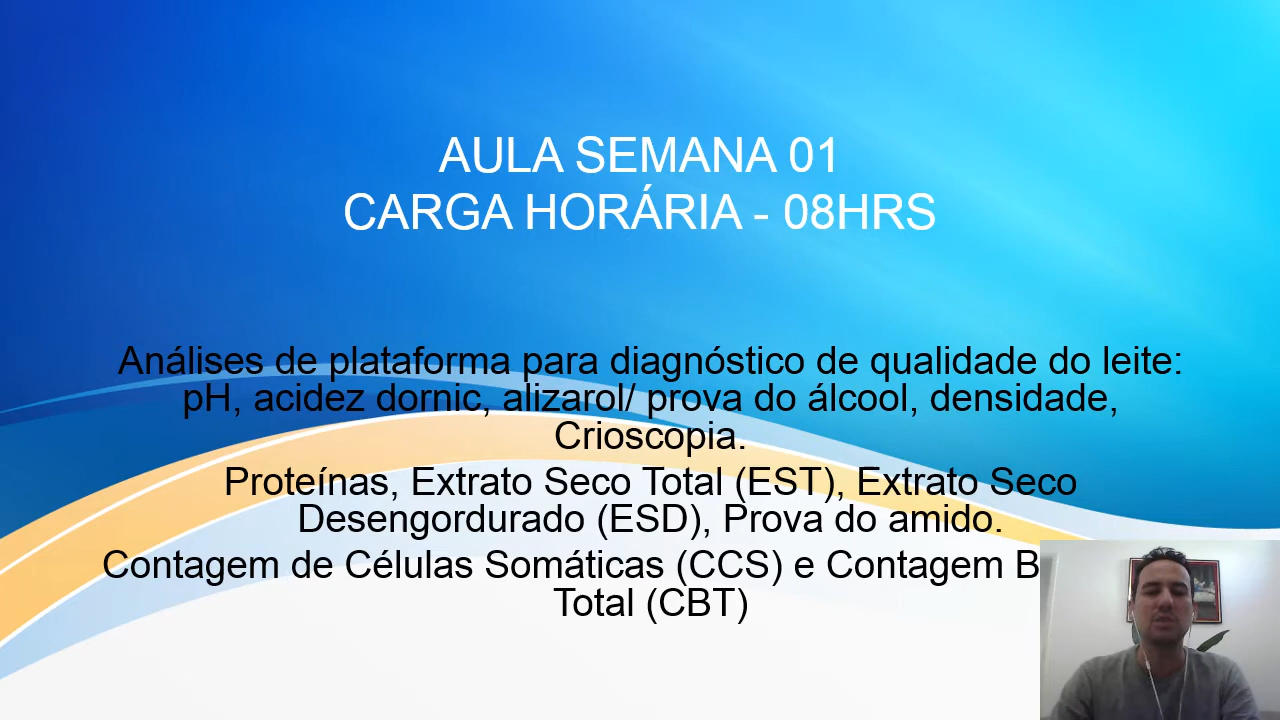 AULA SEMANA 01
CARGA HORÁRIA - 08HRS
Análises de plataforma para diagnóstico de qualidade do leite:
pH, acidez dornic, alizarol/ prova do álcool, densidade,
Crioscopia.
Proteínas, Extrato Seco Total (EST), Extrato Seco
Desengordurado (ESD), Prova do amido.
Contagem de Células Somáticas (CCS) e Contagem B
Total (CBT)